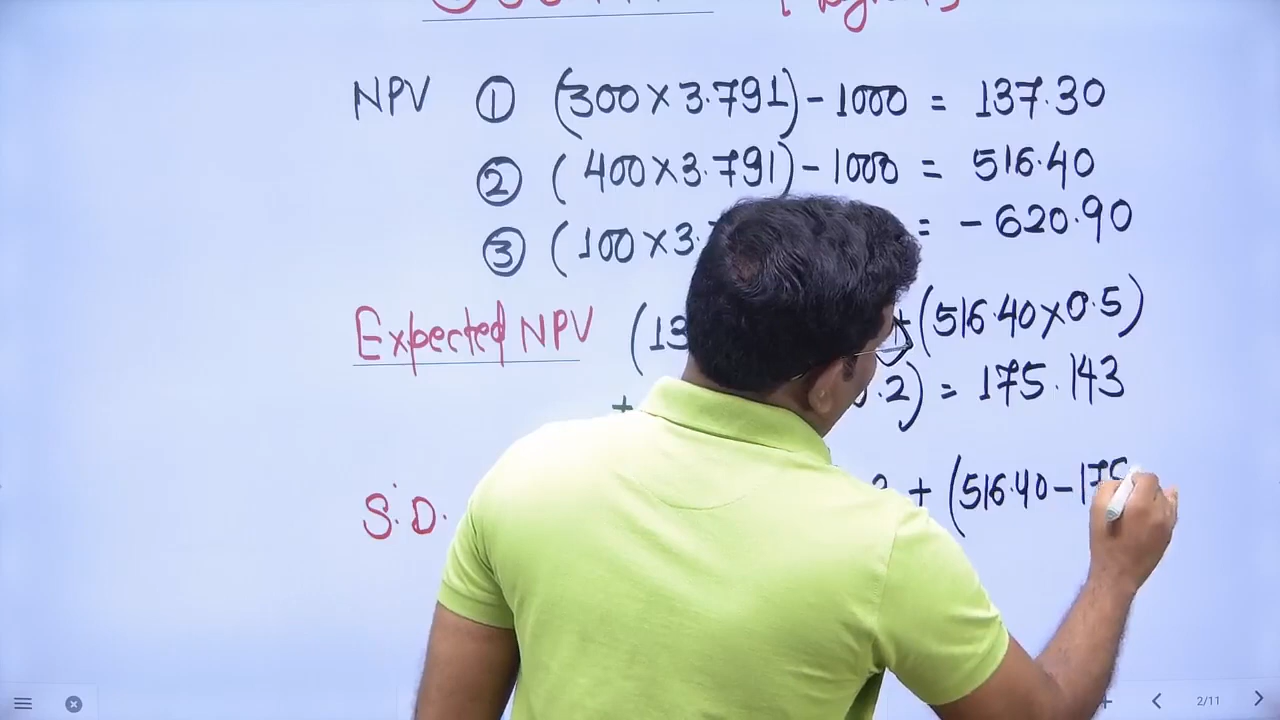 NPV ① (300 × 3.791) - 1000 = 137.30
② (400 × 3.791) - 1000 = 516.40
③ (100 × 3. = - 620.90
Expected NPV (13 + (516.40 × 0.5)
+ .2) = 175.143
S.D. + (516.40 - 175
2/11